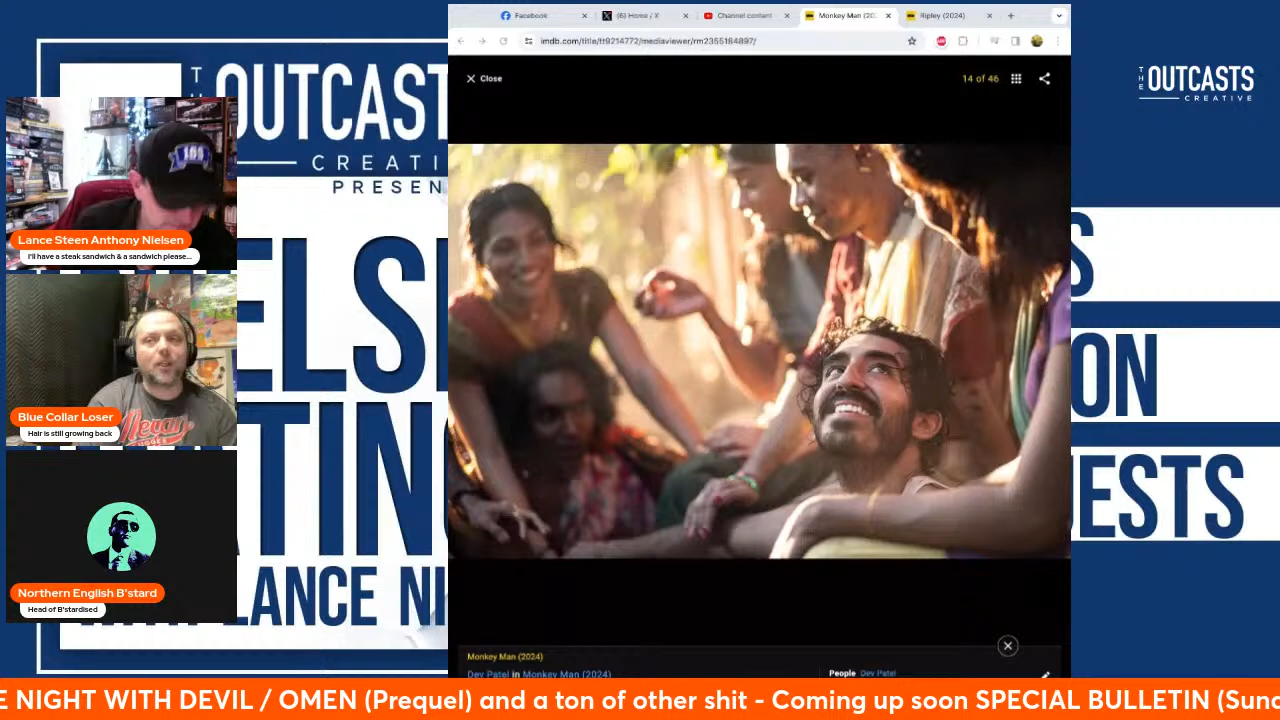 Facebook
(6) Home / X
Channel content
Monkey Man (20
Ripley (2024)
imdb.com/title/tt9214772/mediaviewer/rm2355184897/
Close
14 of 46
THE OUTCASTS
CREATIVE
THE OUTCAST
CREATI
PRESEN
ELS
TING
LANCE NI
S
ON
ESTS
Lance Steen Anthony Nielsen
I'll have a steak sandwich & a sandwich please...
Blue Collar Loser
Hair is still growing back
Northern English B'stard
Head of B'stardised
Monkey Man (2024)
Dev Patel in Monkey Man (2024)
People Dev Patel
E NIGHT WITH DEVIL / OMEN (Prequel) and a ton of other shit - Coming up soon SPECIAL BULLETIN (Sund